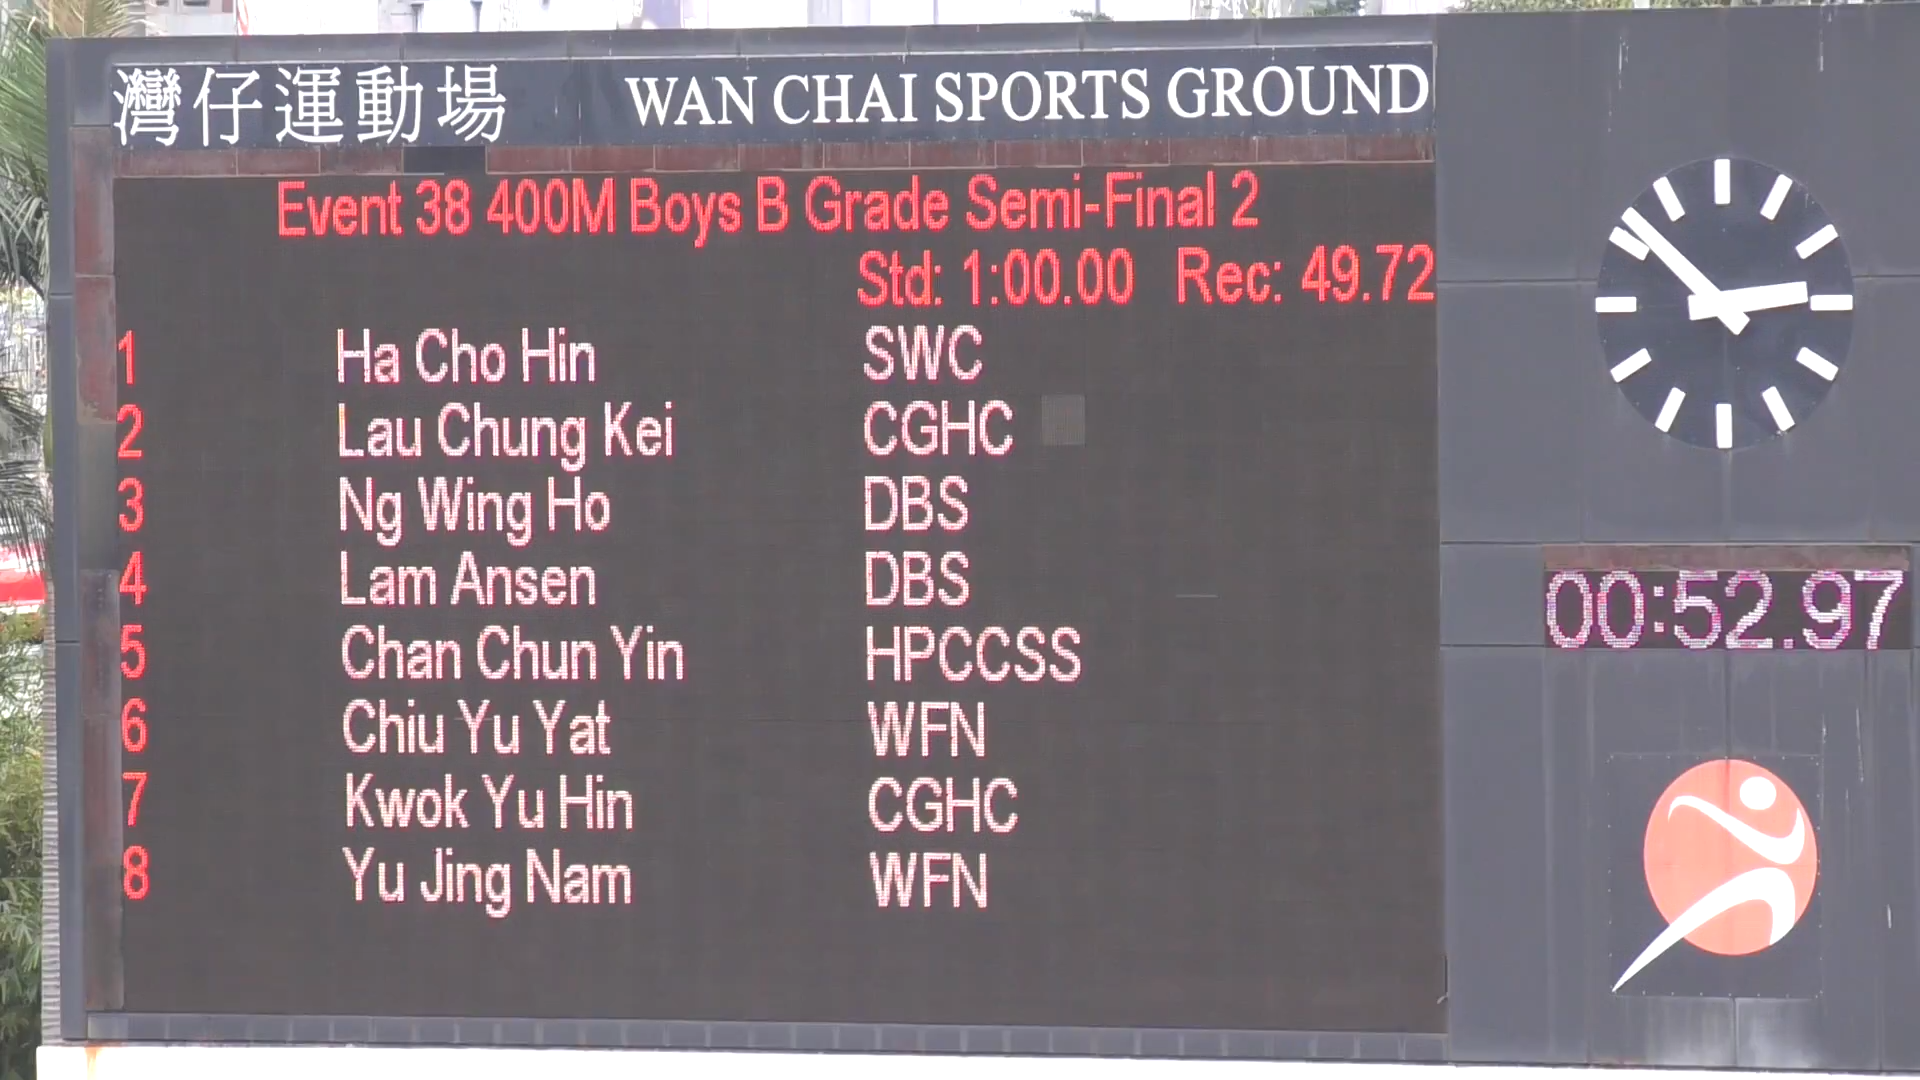 灣仔運動場 WAN CHAI SPORTS GROUND
Event 38 400M Boys B Grade Semi-Final 2
Std: 1:00.00 Rec: 49.72
1 Ha Cho Hin SWC
2 Lau Chung Kei CGHC
3 Ng Wing Ho DBS
4 Lam Ansen DBS
5 Chan Chun Yin HPCCSS
6 Chiu Yu Yat WFN
7 Kwok Yu Hin CGHC
8 Yu Jing Nam WFN
00:52.97